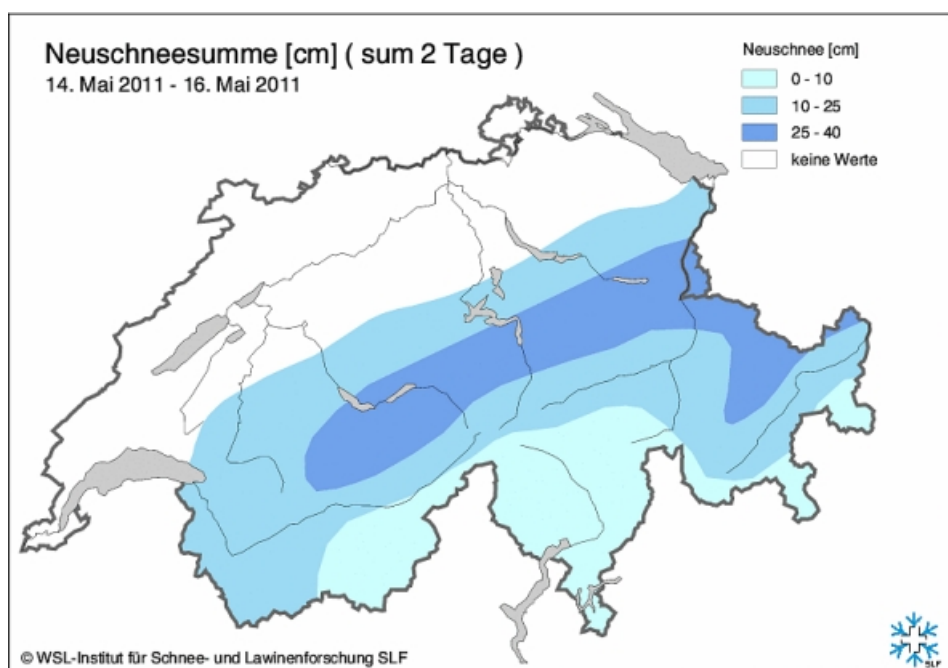 Neuschneesumme [cm] ( sum 2 Tage )
14. Mai 2011 - 16. Mai 2011
Neuschnee [cm]
0 - 10
10 - 25
25 - 40
keine Werte
© WSL-Institut für Schnee- und Lawinenforschung SLF
SLF